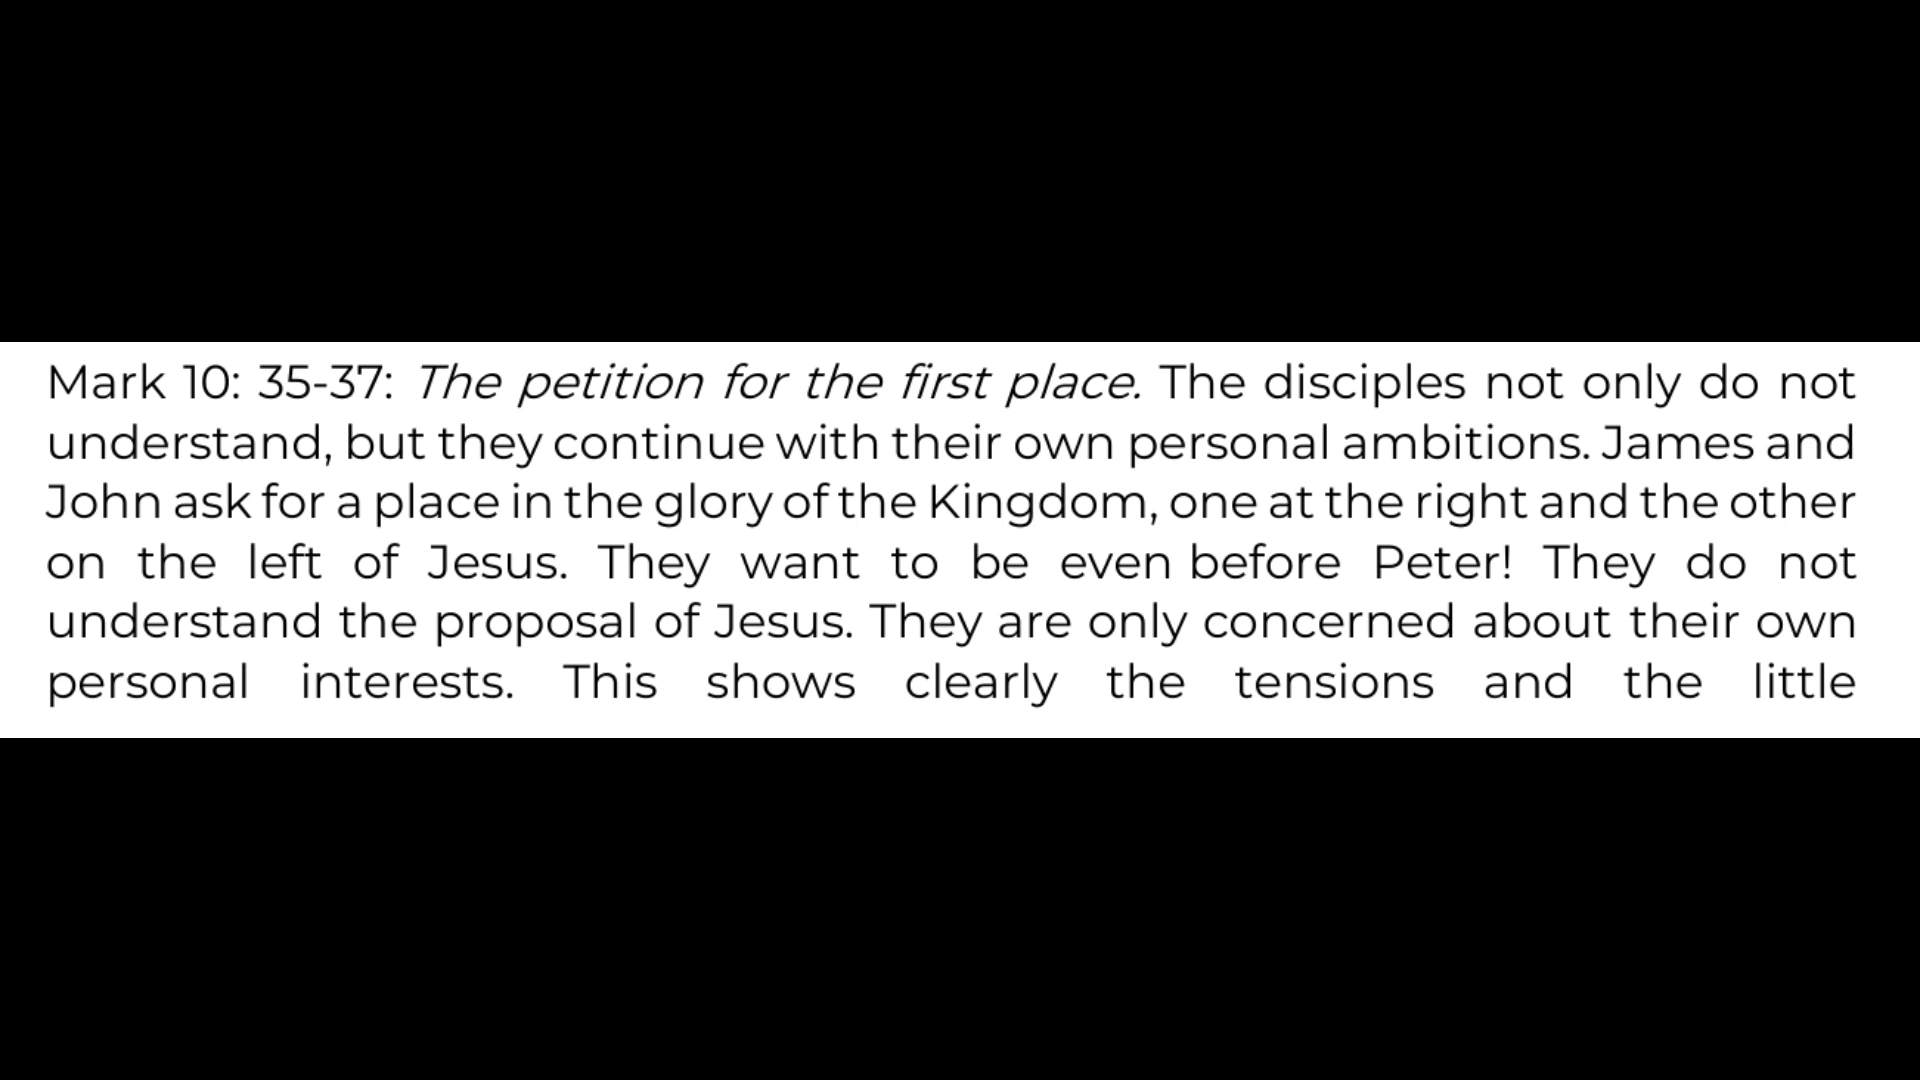 Mark 10: 35-37: The petition for the first place. The disciples not only do not
understand, but they continue with their own personal ambitions. James and
John ask for a place in the glory of the Kingdom, one at the right and the other
on the left of Jesus. They want to be even before Peter! They do not
understand the proposal of Jesus. They are only concerned about their own
personal interests. This shows clearly the tensions and the little